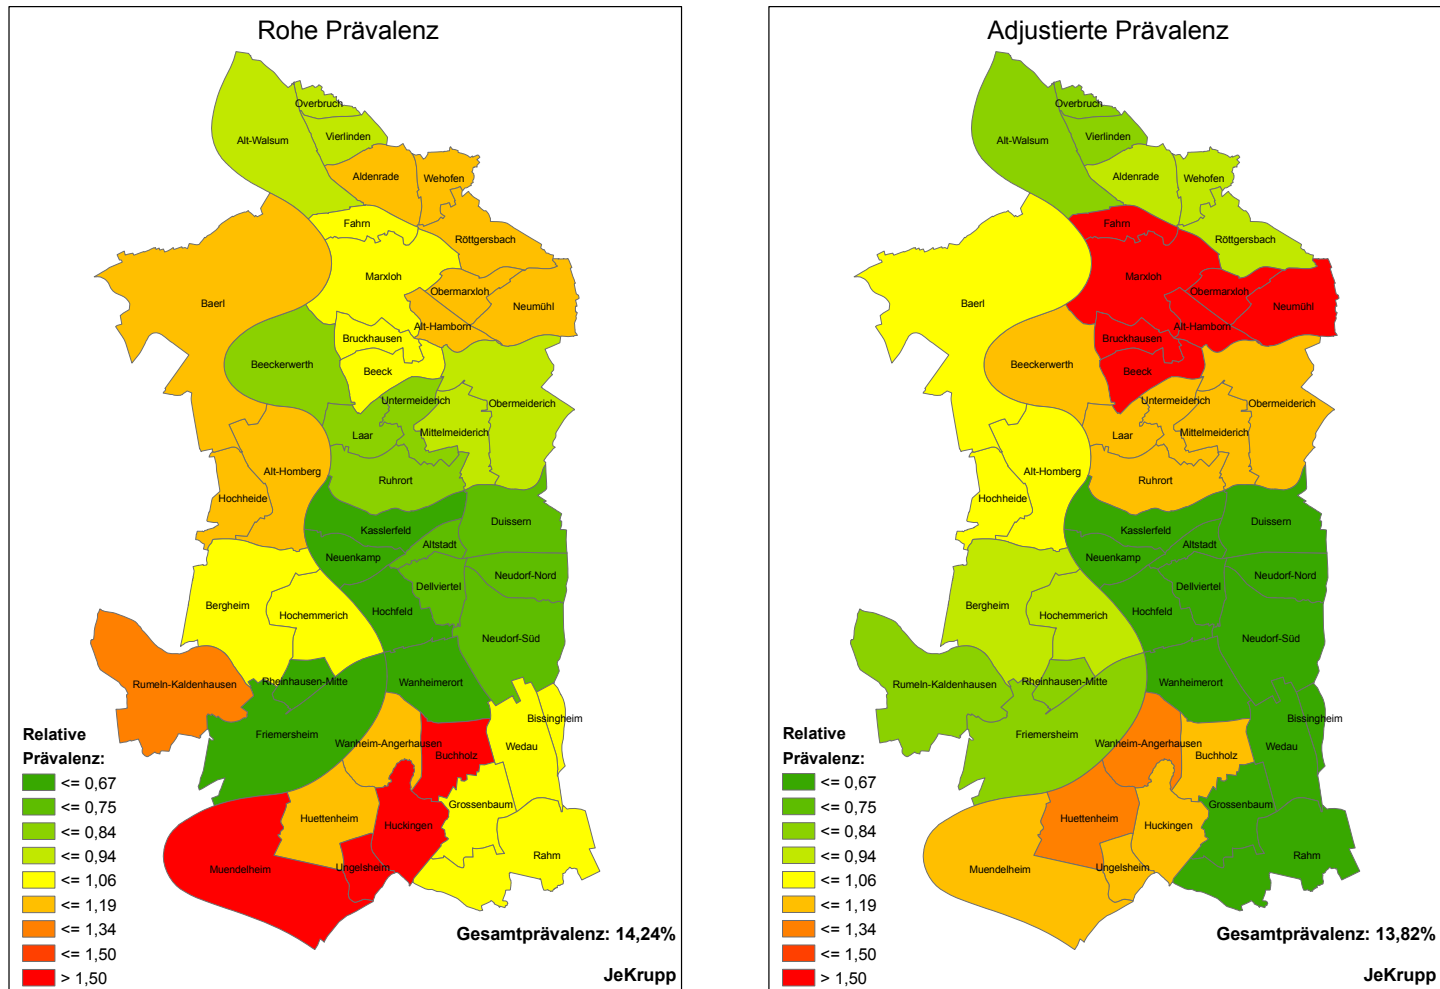 Rohe Prävalenz
Overbruch
Alt-Walsum
Vierlinden
Aldenrade
Wehofen
Fahrn
Röttgersbach
Marxloh
Baerl
Obermarxloh
Neumühl
Alt-Hamborn
Bruckhausen
Beeckerwerth
Beeck
Untermeiderich
Obermeiderich
Laar
Mittelmeiderich
Alt-Homberg
Ruhrort
Hochheide
Kasslerfeld
Duissern
Altstadt
Neuenkamp
Neudorf-Nord
Dellviertel
Bergheim
Hochemmerich
Hochfeld
Neudorf-Süd
Rumeln-Kaldenhausen
Rheinhausen-Mitte
Wanheimerort
Bissingheim
Friemersheim
Wanheim-Angerhausen
Wedau
Buchholz
Grossenbaum
Huettenheim
Huckingen
Rahm
Muendelheim
Ungelsheim
Relative
Prävalenz:
<= 0,67
<= 0,75
<= 0,84
<= 0,94
<= 1,06
<= 1,19
<= 1,34
<= 1,50
> 1,50
Gesamtprävalenz: 14,24%
JeKrupp
Adjustierte Prävalenz
Overbruch
Alt-Walsum
Vierlinden
Aldenrade
Wehofen
Fahrn
Röttgersbach
Marxloh
Baerl
Obermarxloh
Neumühl
Alt-Hamborn
Bruckhausen
Beeckerwerth
Beeck
Untermeiderich
Obermeiderich
Laar
Mittelmeiderich
Alt-Homberg
Ruhrort
Hochheide
Kasslerfeld
Duissern
Altstadt
Neuenkamp
Neudorf-Nord
Dellviertel
Bergheim
Hochemmerich
Hochfeld
Neudorf-Süd
Rumeln-Kaldenhausen
Rheinhausen-Mitte
Wanheimerort
Bissingheim
Friemersheim
Wanheim-Angerhausen
Wedau
Buchholz
Grossenbaum
Huettenheim
Huckingen
Rahm
Muendelheim
Ungelsheim
Relative
Prävalenz:
<= 0,67
<= 0,75
<= 0,84
<= 0,94
<= 1,06
<= 1,19
<= 1,34
<= 1,50
> 1,50
Gesamtprävalenz: 13,82%
JeKrupp